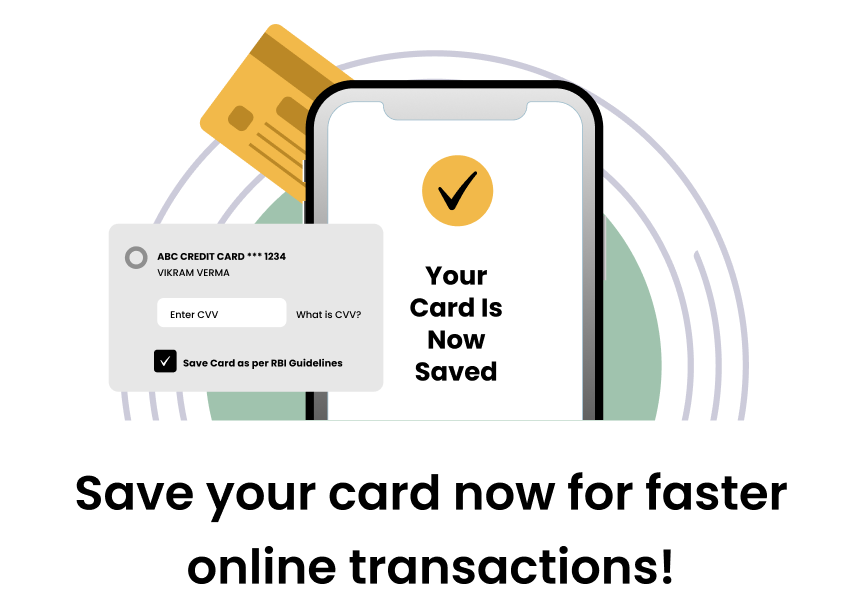 ABC CREDIT CARD *** 1234
VIKRAM VERMA
Enter CVV
What is CVV?
Save Card as per RBI Guidelines
Your
Card Is
Now
Saved
Save your card now for faster
online transactions!